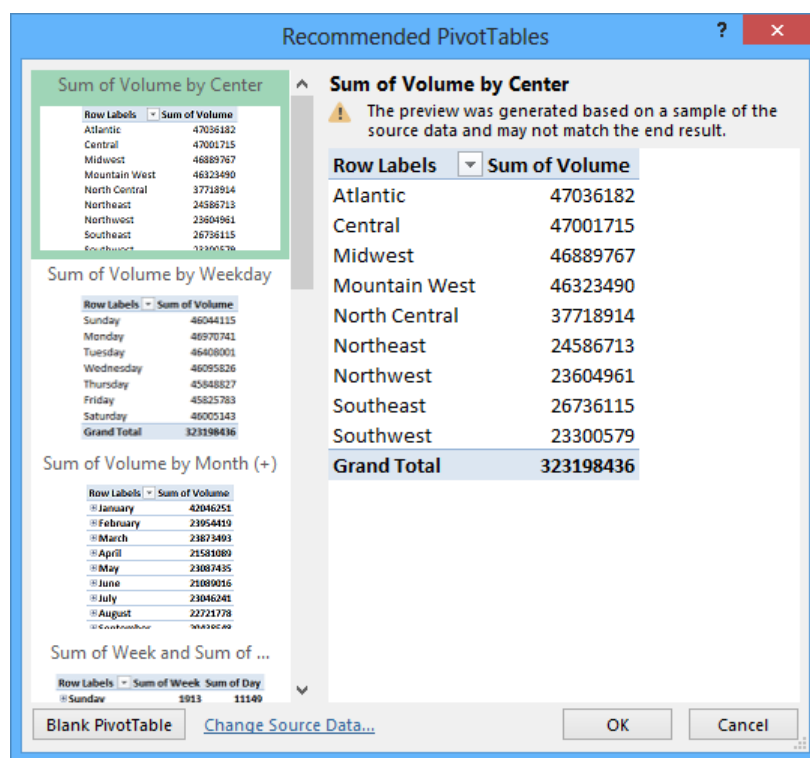 Recommended PivotTables
?
Sum of Volume by Center
Row Labels Sum of Volume
Atlantic 47036182
Central 47001715
Midwest 46889767
Mountain West 46323490
North Central 37718914
Northeast 24586713
Northwest 23604961
Southeast 26736115
Southwest 23300579
Sum of Volume by Weekday
Row Labels Sum of Volume
Sunday 46044115
Monday 46970741
Tuesday 46408001
Wednesday 46095826
Thursday 45848827
Friday 45825783
Saturday 46005143
Grand Total 323198436
Sum of Volume by Month (+)
Row Labels Sum of Volume
January 42046251
February 23954419
March 23873493
April 21581089
May 23087435
June 21089016
July 23046241
August 22721778
September
Sum of Week and Sum of ...
Row Labels Sum of Week Sum of Day
Sunday 1913 11149
Sum of Volume by Center
The preview was generated based on a sample of the
source data and may not match the end result.
Row Labels Sum of Volume
Atlantic 47036182
Central 47001715
Midwest 46889767
Mountain West 46323490
North Central 37718914
Northeast 24586713
Northwest 23604961
Southeast 26736115
Southwest 23300579
Grand Total 323198436
Blank PivotTable Change Source Data... OK Cancel